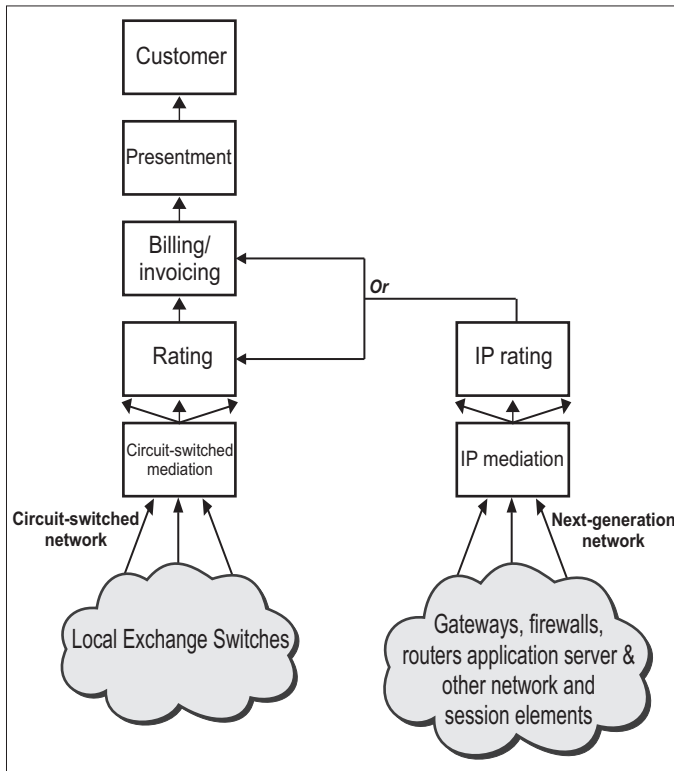 Customer
Presentment
Billing/
invoicing
Or
Rating
IP rating
Circuit-switched
mediation
IP mediation
Circuit-switched
network
Next-generation
network
Local Exchange Switches
Gateways, firewalls,
routers application server &
other network and
session elements